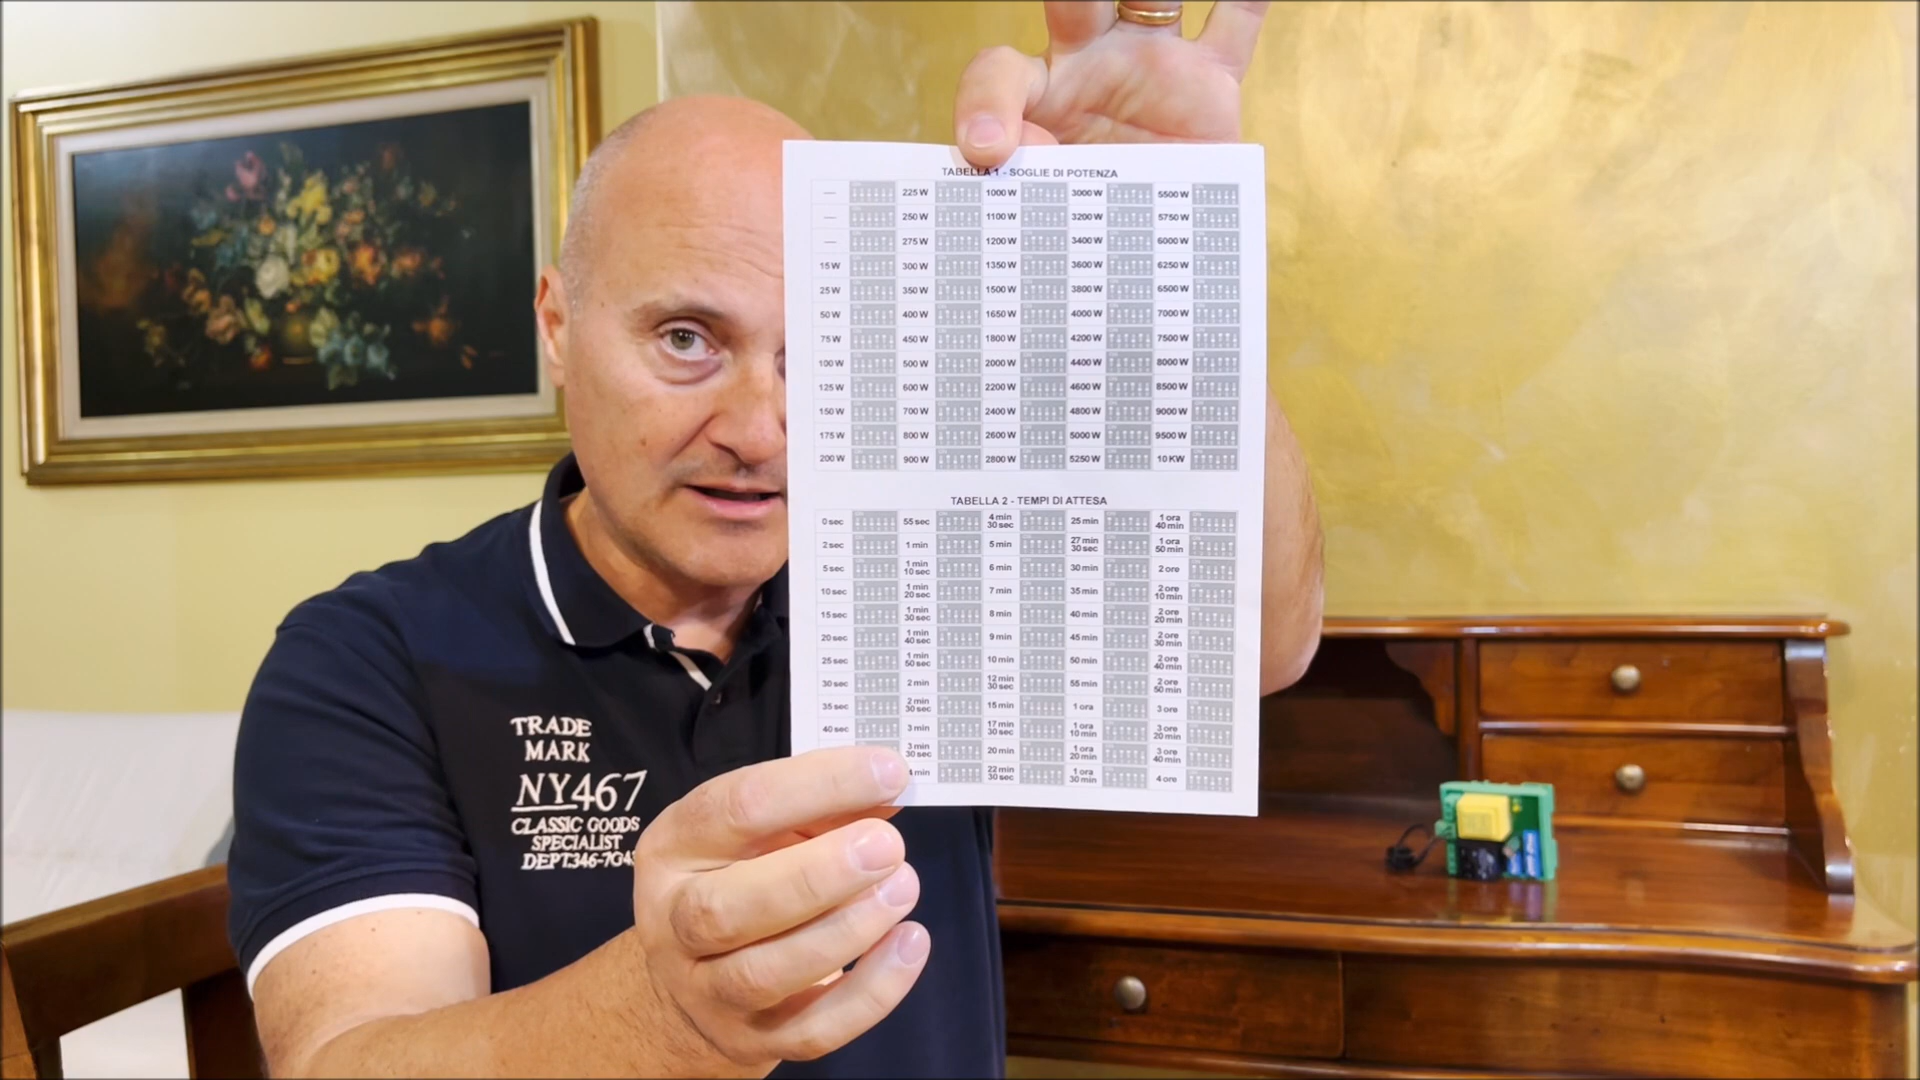 TABELLA 1 - SOGLIE DI POTENZA
— 225 W 1000 W 3000 W 5500 W
— 250 W 1100 W 3200 W 5750 W
— 275 W 1200 W 3400 W 6000 W
15 W 300 W 1350 W 3600 W 6250 W
25 W 350 W 1500 W 3800 W 6500 W
50 W 400 W 1650 W 4000 W 7000 W
75 W 450 W 1800 W 4200 W 7500 W
100 W 500 W 2000 W 4400 W 8000 W
125 W 600 W 2200 W 4600 W 8500 W
150 W 700 W 2400 W 4800 W 9000 W
175 W 800 W 2600 W 5000 W 9500 W
200 W 900 W 2800 W 5250 W 10 KW
TABELLA 2 - TEMPI DI ATTESA
0 sec 55 sec 4 min 30 sec 25 min 1 ora 40 min
2 sec 1 min 5 min 27 min 30 sec 1 ora 50 min
5 sec 1 min 10 sec 6 min 30 min 2 ore
10 sec 1 min 20 sec 7 min 35 min 2 ore 10 min
15 sec 1 min 30 sec 8 min 40 min 2 ore 20 min
20 sec 1 min 40 sec 9 min 45 min 2 ore 30 min
25 sec 1 min 50 sec 10 min 50 min 2 ore 40 min
30 sec 2 min 12 min 30 sec 55 min 2 ore 50 min
35 sec 2 min 30 sec 15 min 1 ora 3 ore
40 sec 3 min 17 min 30 sec 1 ora 10 min 3 ore 20 min
3 min 30 sec 20 min 1 ora 20 min 3 ore 40 min
4 min 22 min 30 sec 1 ora 30 min 4 ore
TRADE
MARK
NY467
CLASSIC GOODS
SPECIALIST